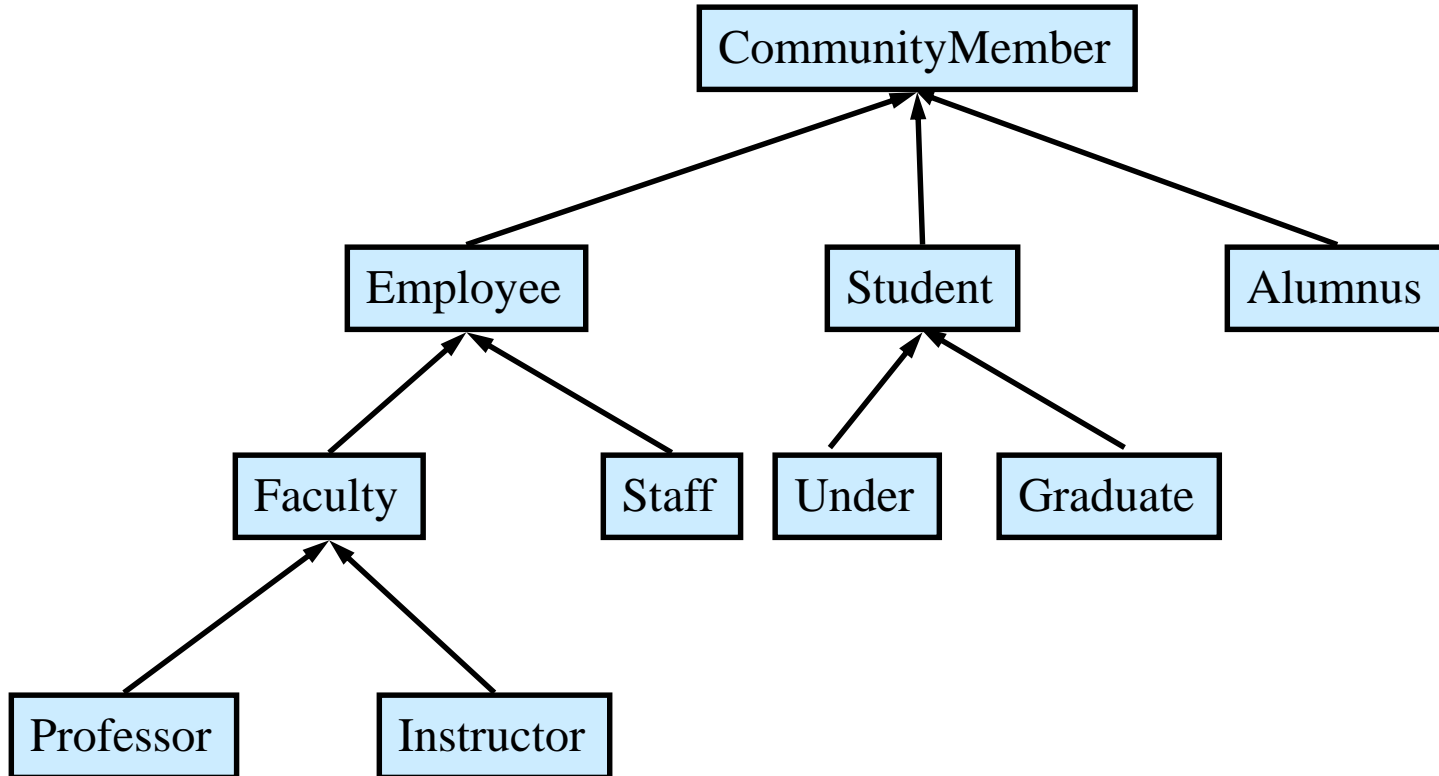 CommunityMember
Employee
Student
Alumnus
Faculty
Staff
Under
Graduate
Professor
Instructor